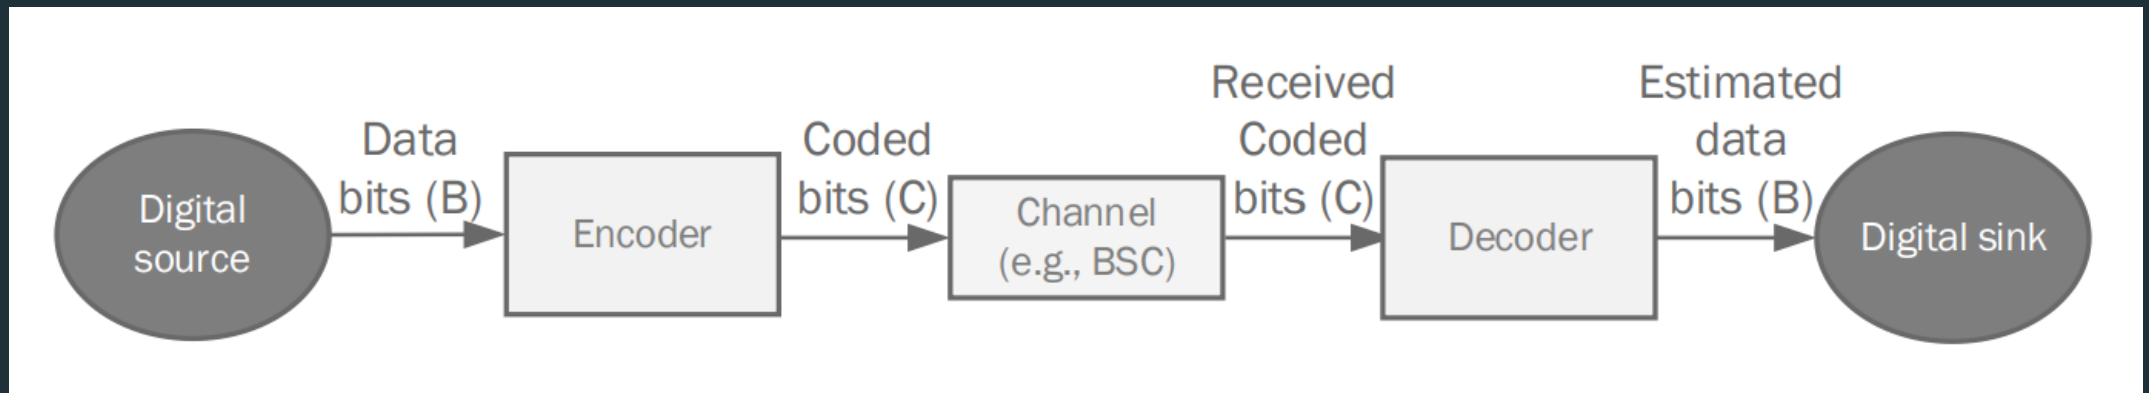 Digital
source
Data
bits (B)
Encoder
Coded
bits (C)
Channel
(e.g., BSC)
Received
Coded
bits (C)
Decoder
Estimated
data
bits (B)
Digital sink